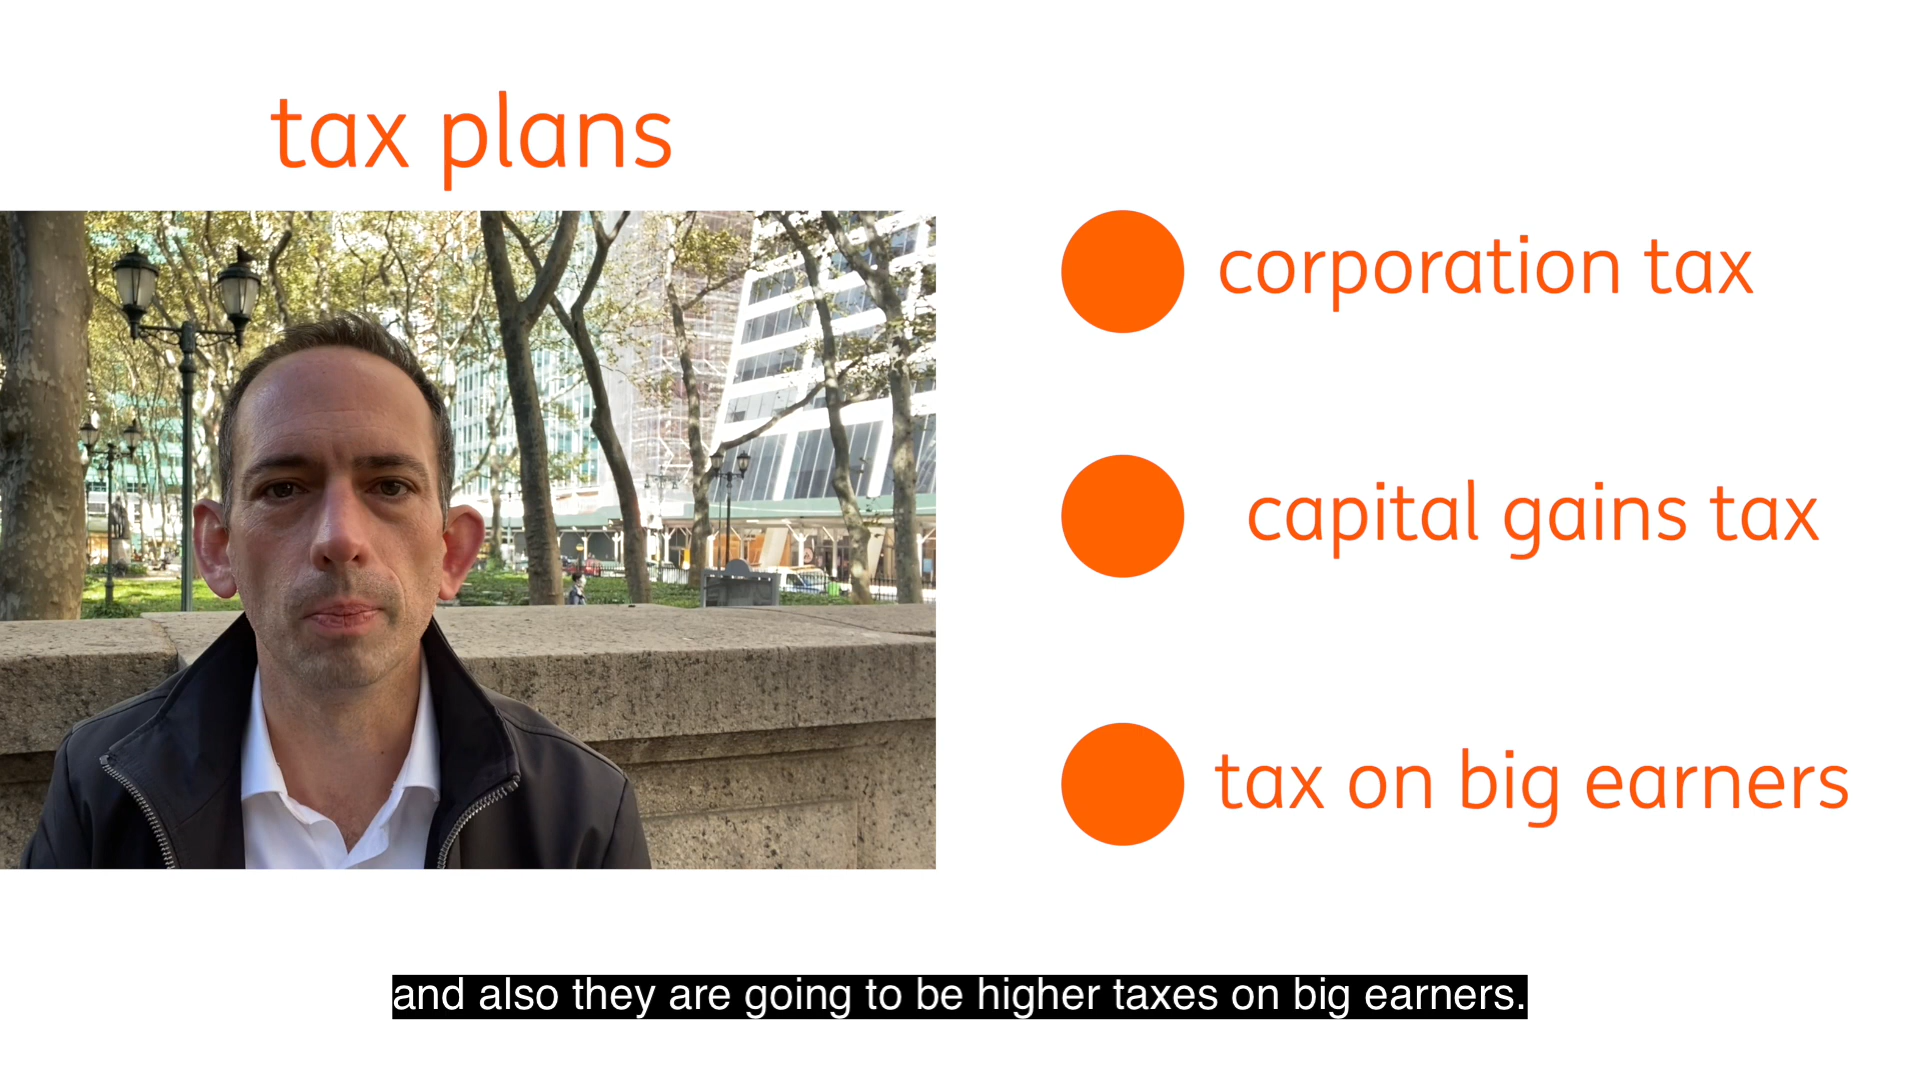 tax plans
corporation tax
capital gains tax
tax on big earners
and also they are going to be higher taxes on big earners.